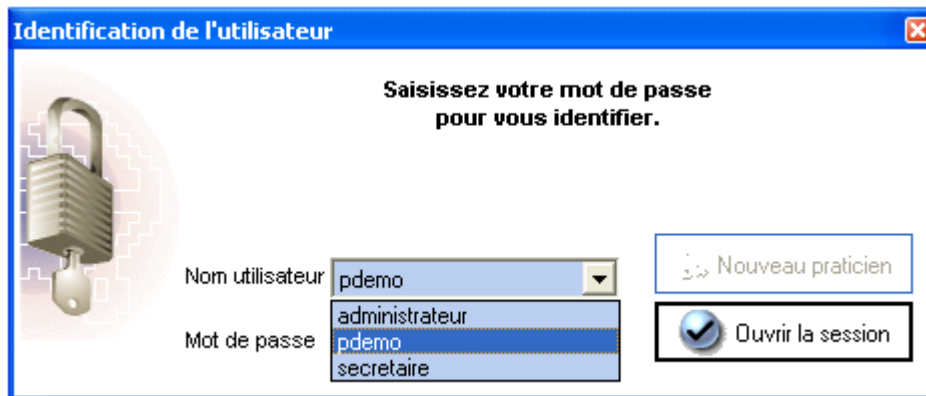 Identification de l'utilisateur
Saisissez votre mot de passe
pour vous identifier.
Nom utilisateur pdemo
Nouveau praticien
administrateur
Mot de passe pdemo
Ouvrir la session
secretaire